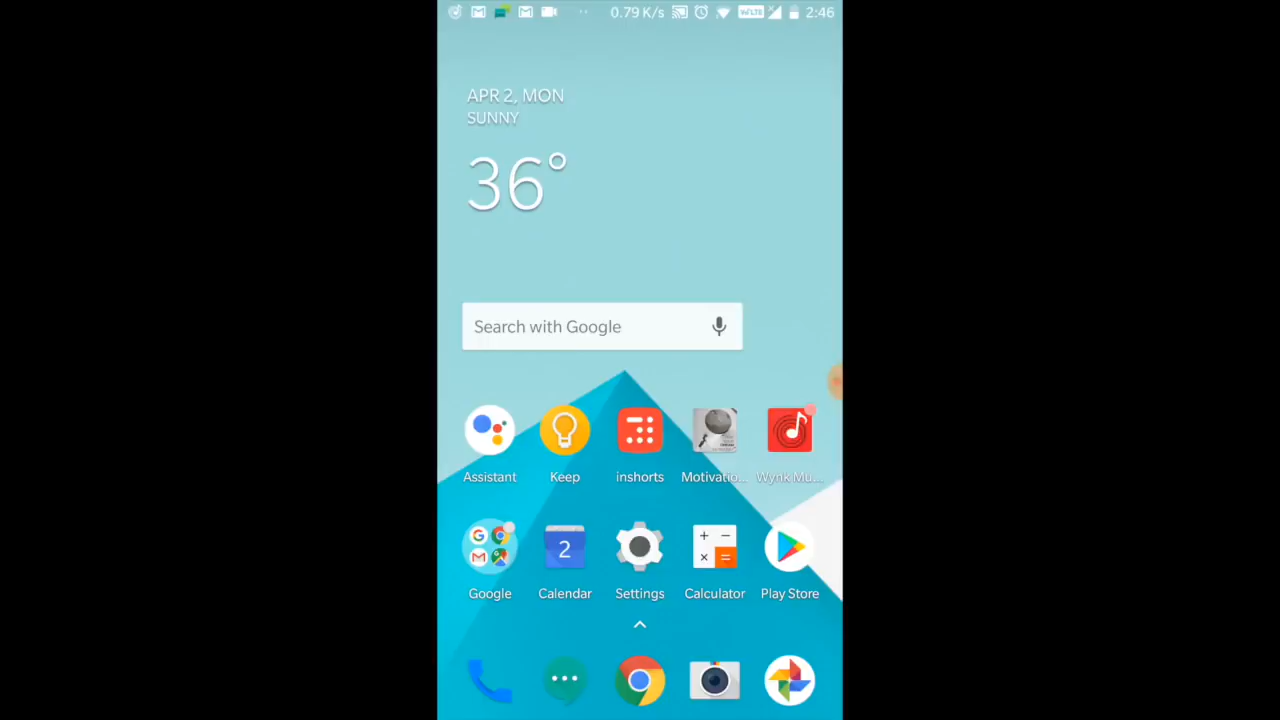 0.79 K/s VoLTE 2:46
APR 2, MON
SUNNY
36°
Search with Google
Assistant Keep inshorts Motivatio... Wynk Mu...
2
+ − × =
Google Calendar Settings Calculator Play Store